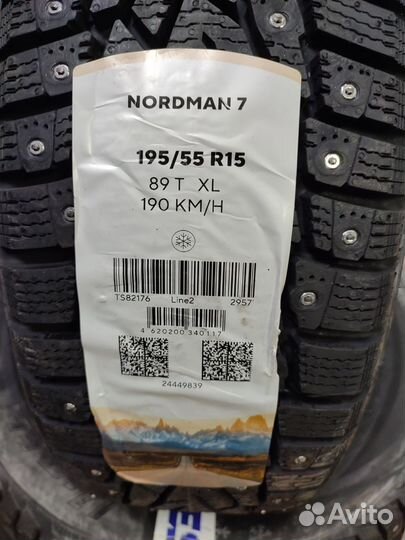 NORDMAN 7
195/55 R15
89 T XL
190 KM/H
TS82176 Line2 2957
4 620200 340117
24449839
Avito